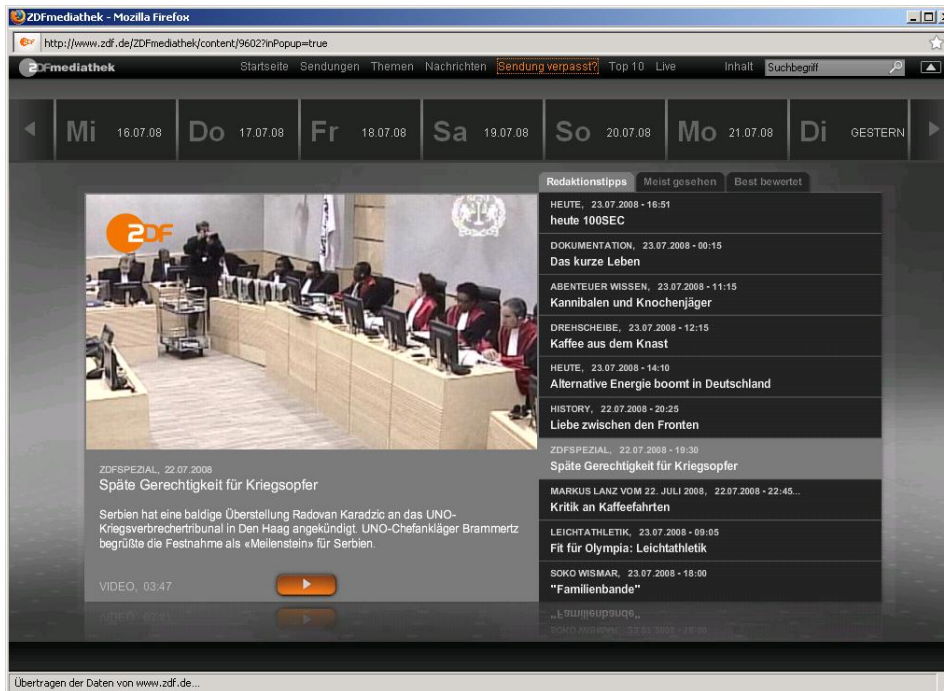 ZDFmediathek - Mozilla Firefox
http://www.zdf.de/ZDFmediathek/content/9602?inPopup=true
ZDFmediathek Startseite Sendungen Themen Nachrichten Sendung verpasst? Top 10 Live Inhalt Suchbegriff
Mi 16.07.08 Do 17.07.08 Fr 18.07.08 Sa 19.07.08 So 20.07.08 Mo 21.07.08 Di GESTERN
Redaktionstipps Meist gesehen Best bewertet
ZDF
ZDFSPEZIAL, 22.07.2008
Späte Gerechtigkeit für Kriegsopfer
Serbien hat eine baldige Überstellung Radovan Karadzic an das UNO-
Kriegsverbrechertribunal in Den Haag angekündigt. UNO-Chefankläger Brammertz
begrüßte die Festnahme als «Meilenstein» für Serbien.
VIDEO, 03:47
HEUTE, 23.07.2008 - 16:51
heute 100SEC
DOKUMENTATION, 23.07.2008 - 00:15
Das kurze Leben
ABENTEUER WISSEN, 23.07.2008 - 11:15
Kannibalen und Knochenjäger
DREHSCHEIBE, 23.07.2008 - 12:15
Kaffee aus dem Knast
HEUTE, 23.07.2008 - 14:10
Alternative Energie boomt in Deutschland
HISTORY, 22.07.2008 - 20:25
Liebe zwischen den Fronten
ZDFSPEZIAL, 22.07.2008 - 19:30
Späte Gerechtigkeit für Kriegsopfer
MARKUS LANZ VOM 22. JULI 2008, 22.07.2008 - 22:45...
Kritik an Kaffeefahrten
LEICHTATHLETIK, 23.07.2008 - 09:05
Fit für Olympia: Leichtathletik
SOKO WISMAR, 23.07.2008 - 18:00
"Familienbande"
Übertragen der Daten von www.zdf.de...